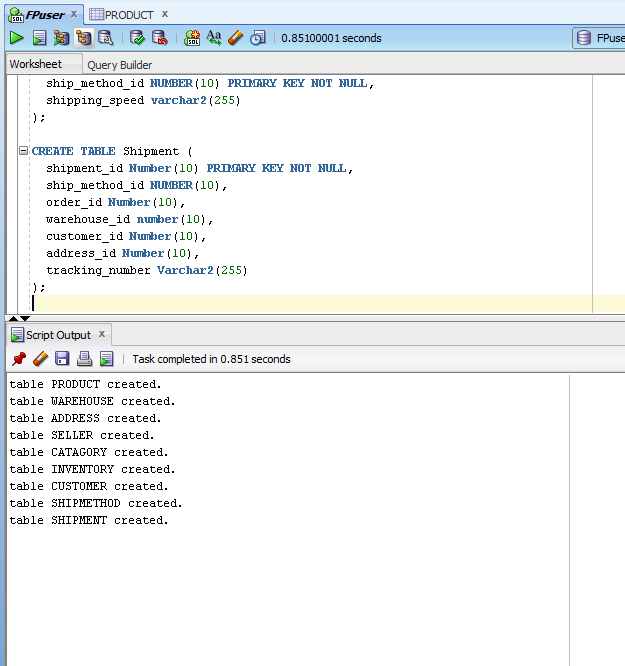 FPuser x PRODUCT x
SQL Aa 0.85100001 seconds FPuse
Worksheet Query Builder
ship_method_id NUMBER(10) PRIMARY KEY NOT NULL,
shipping_speed varchar2(255)
);
CREATE TABLE Shipment (
shipment_id Number(10) PRIMARY KEY NOT NULL,
ship_method_id NUMBER(10),
order_id Number(10),
warehouse_id number(10),
customer_id Number(10),
address_id Number(10),
tracking_number Varchar2(255)
);
Script Output x
Task completed in 0.851 seconds
table PRODUCT created.
table WAREHOUSE created.
table ADDRESS created.
table SELLER created.
table CATAGORY created.
table INVENTORY created.
table CUSTOMER created.
table SHIPMETHOD created.
table SHIPMENT created.